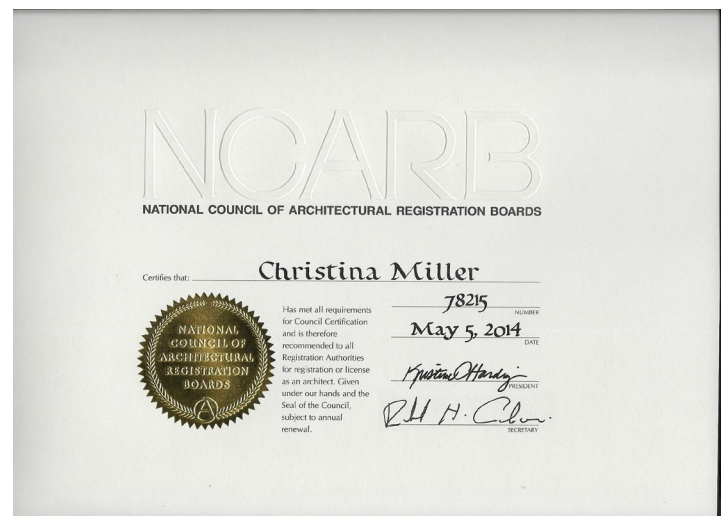 NCARB
NATIONAL COUNCIL OF ARCHITECTURAL REGISTRATION BOARDS
Certifies that: Christina Miller
NATIONAL
COUNCIL OF
ARCHITECTURAL
REGISTRATION
BOARDS
A
Has met all requirements
for Council Certification
and is therefore
recommended to all
Registration Authorities
for registration or license
as an architect. Given
under our hands and the
Seal of the Council,
subject to annual
renewal.
78215
NUMBER
May 5, 2014
DATE
PRESIDENT
SECRETARY